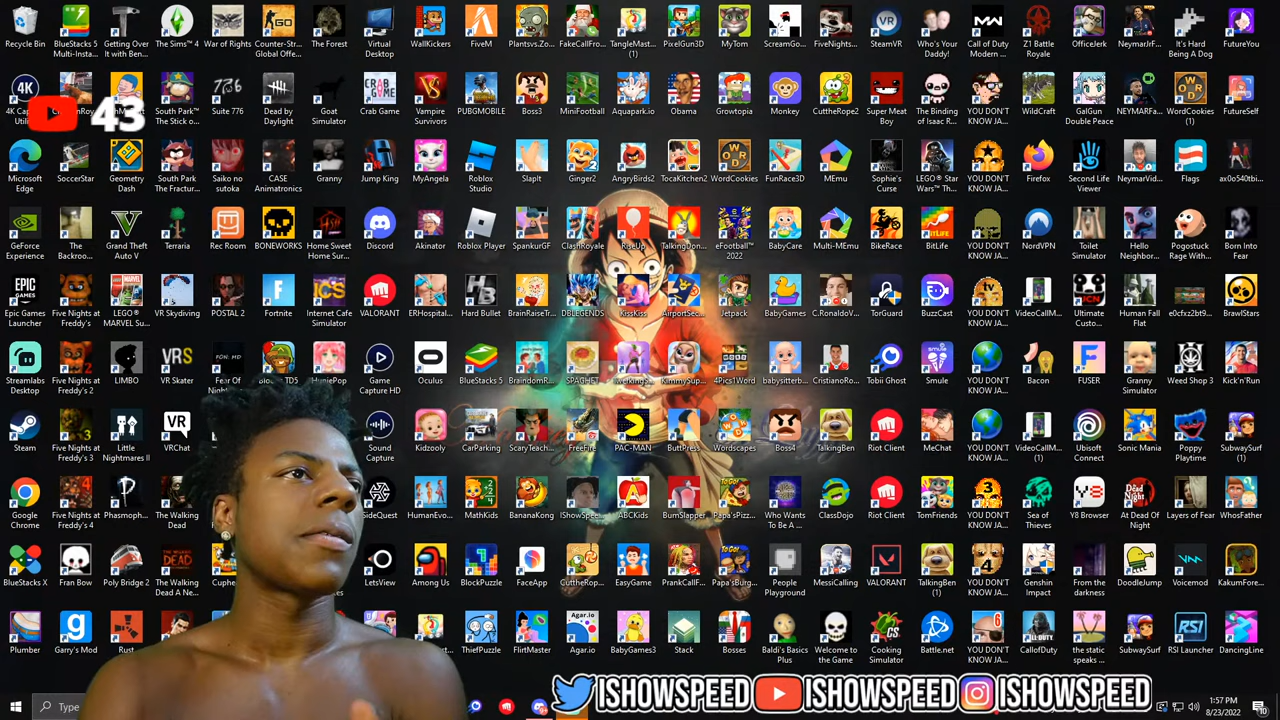 Recycle Bin
BlueStacks 5
Multi-Insta...
Getting Over
It with Ben...
The Sims™ 4
War of Rights
Counter-Str...
Global Offe...
The Forest
Virtual
Desktop
WallKickers
FiveM
Plantsvs.Zo...
FakeCallFro...
TangleMast...
(1)
PixelGun3D
MyTom
ScreamGo...
FiveNights...
SteamVR
Who's Your
Daddy!
Call of Duty
Modern ...
Z1 Battle
Royale
OfficeJerk
NeymarJrF...
It's Hard
Being A Dog
FutureYou
43
South Park™
The Stick o...
Suite 776
Dead by
Daylight
Goat
Simulator
Crab Game
Vampire
Survivors
PUBGMOBILE
Boss3
MiniFootball
Aquapark.io
Obama
Growtopia
Monkey
CuttheRope2
Super Meat
Boy
The Binding
of Isaac R...
YOU DON'T
KNOW JA...
WildCraft
GalGun
Double Peace
YOU DON'T
KNOW JA...
NEYMARFa...
WordCookies
(1)
FutureSelf
Microsoft
Edge
SoccerStar
Geometry
Dash
South Park
The Fractur...
Saiko no
sutoka
CASE
Animatronics
Granny
Jump King
MyAngela
Roblox
Studio
SlapIt
Ginger2
AngryBirds2
TocaKitchen2
WordCookies
FunRace3D
MEmu
Sophie's
Curse
LEGO® Star
Wars™ Th...
YOU DON'T
KNOW JA...
Firefox
Second Life
Viewer
NeymarVid...
Flags
ax0o540tbi...
GeForce
Experience
The
Backroo...
Grand Theft
Auto V
Terraria
Rec Room
BONEWORKS
Home Sweet
Home Sur...
Discord
Akinator
Roblox Player
SpankurGF
ClashRoyale
RiseUp
TalkingDon...
eFootball™
2022
BabyCare
Multi-MEmu
BikeRace
BitLife
YOU DON'T
KNOW JA...
NordVPN
Toilet
Simulator
Hello
Neighbor...
Pogostuck
Rage With...
Born Into
Fear
Epic Games
Launcher
Five Nights at
Freddy's
LEGO®
MARVEL Su...
VR Skydiving
POSTAL 2
Fortnite
Internet Cafe
Simulator
VALORANT
ERHospital...
Hard Bullet
BrainRaiseTr...
DBLEGENDS
KissKiss
AirportSec...
Jetpack
BabyGames
C.RonaldoV...
TorGuard
BuzzCast
YOU DON'T
KNOW JA...
VideoCallM...
Ultimate
Custo...
Human Fall
Flat
e0cfxz2bt9...
BrawlStars
Streamlabs
Desktop
Five Nights at
Freddy's 2
LIMBO
VR Skater
Fear Of
HuniePop
Game
Capture HD
Oculus
BlueStacks 5
BraindomR...
SPAGHET...
KimmySup...
4Pics1Word
babysitterb...
CristianoRo...
Tobii Ghost
Smule
YOU DON'T
KNOW JA...
Bacon
FUSER
Granny
Simulator
Weed Shop 3
Kick'n'Run
Steam
Five Nights at
Freddy's 3
Little
Nightmares II
VRChat
Sound
Capture
Kidzooly
CarParking
ScaryTeach...
FreeFire
PAC-MAN
ButtPress
Wordscapes
Boss4
TalkingBen
Riot Client
MeChat
YOU DON'T
KNOW JA...
VideoCallM...
(1)
Ubisoft
Connect
Sonic Mania
Poppy
Playtime
SubwaySurf
(1)
Google
Chrome
Five Nights at
Freddy's 4
Phasmoph...
The Walking
Dead
SideQuest
HumanEvo...
MathKids
BananaKong
IShowSpee...
ABCKids
BumSlapper
Papa'sPizz...
Who Wants
To Be A ...
ClassDojo
Riot Client
TomFriends
YOU DON'T
KNOW JA...
Sea of
Thieves
Y8 Browser
At Dead Of
Night
Layers of Fear
WhosFather
BlueStacks X
Fran Bow
Poly Bridge 2
The Walking
Dead A Ne...
Cuphe
LetsView
Among Us
BlockPuzzle
FaceApp
CuttheRop...
EasyGame
PrankCallF...
Papa'sBurg...
People
Playground
MessiCalling
VALORANT
TalkingBen
(1)
YOU DON'T
KNOW JA...
Genshin
Impact
From the
darkness
DoodleJump
Voicemod
KakumFore...
Plumber
Garry's Mod
Rust
ThiefPuzzle
FlirtMaster
Agar.io
BabyGames3
Stack
Bosses
Baldi's Basics
Plus
Welcome to
the Game
Cooking
Simulator
Battle.net
YOU DON'T
KNOW JA...
CallofDuty
the static
speaks ...
SubwaySurf
RSI Launcher
DancingLine
Type
ISHOWSPEED ISHOWSPEED ISHOWSPEED
1:57 PM
8/23/2022
10